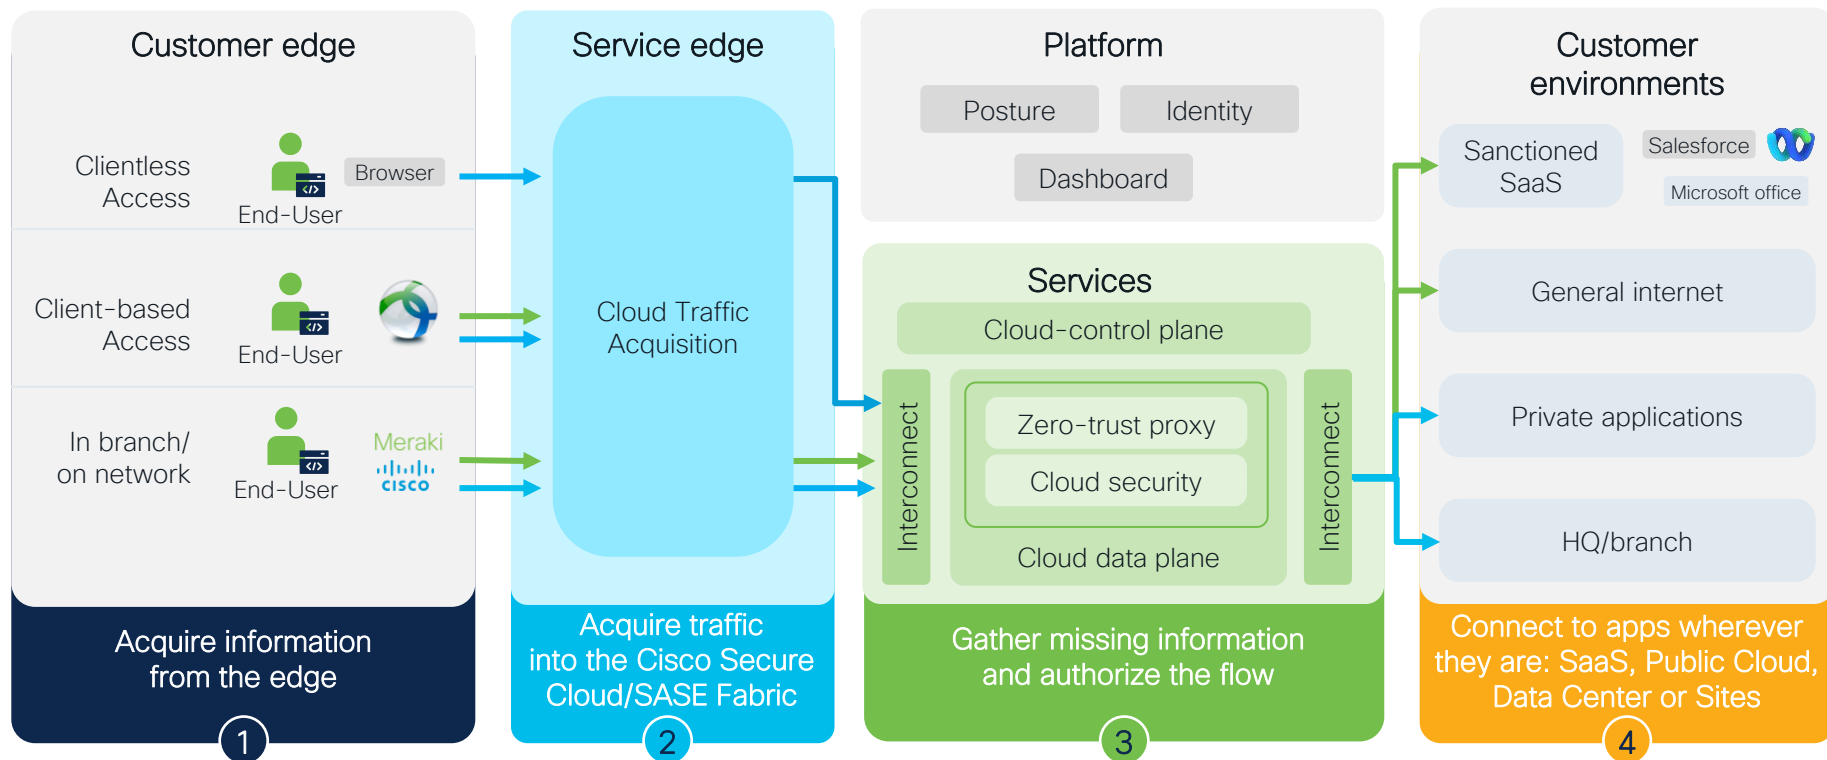 Customer edge
Clientless
Access
Browser
End-User
Client-based
Access
End-User
In branch/
on network
Meraki
CISCO
End-User
Acquire information
from the edge
1
Service edge
Cloud Traffic
Acquisition
Acquire traffic
into the Cisco Secure
Cloud/SASE Fabric
2
Platform
Posture
Identity
Dashboard
Services
Cloud-control plane
Interconnect
Zero-trust proxy
Cloud security
Cloud data plane
Interconnect
Gather missing information
and authorize the flow
3
Customer
environments
Sanctioned
SaaS
Salesforce
Microsoft office
General internet
Private applications
HQ/branch
Connect to apps wherever
they are: SaaS, Public Cloud,
Data Center or Sites
4